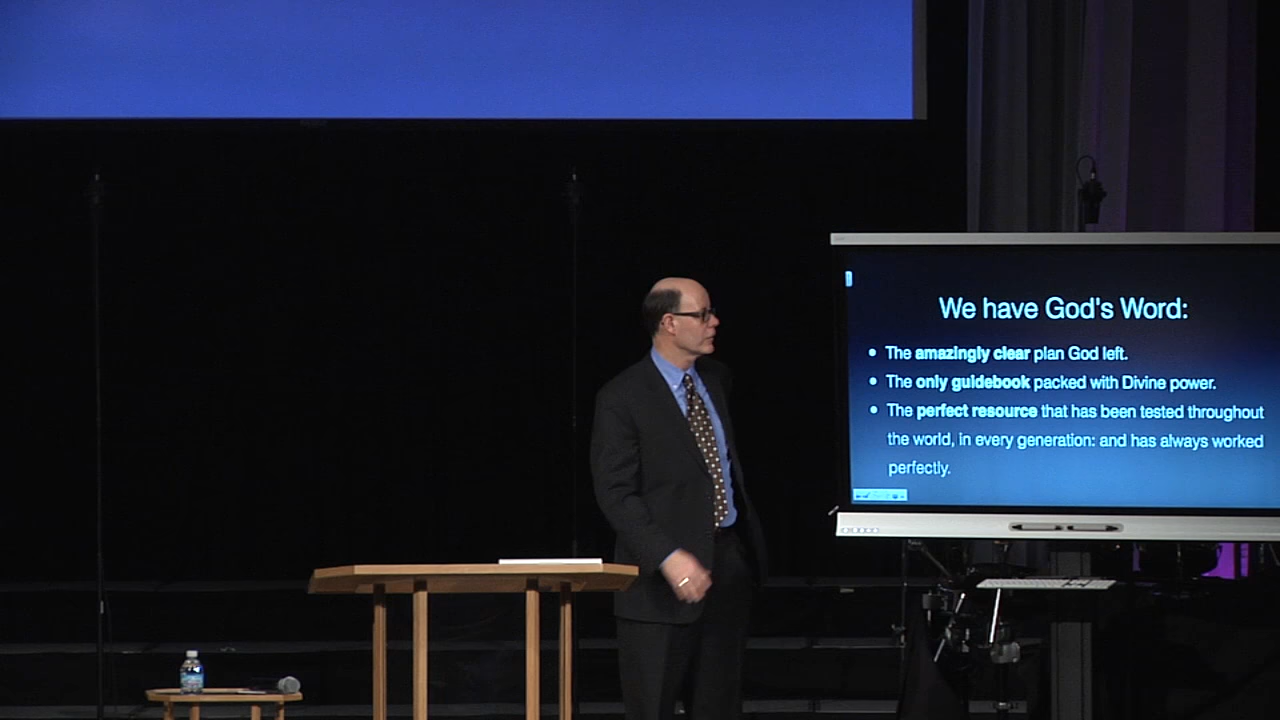 We have God's Word:
• The amazingly clear plan God left.
• The only guidebook packed with Divine power.
• The perfect resource that has been tested throughout
the world, in every generation: and has always worked
perfectly.